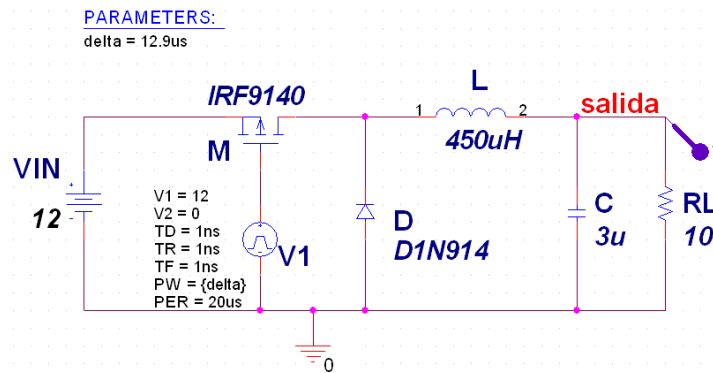 PARAMETERS:
delta = 12.9us
IRF9140
M
L
1
2
450uH
salida
VIN
12
V1 = 12
V2 = 0
TD = 1ns
TR = 1ns
TF = 1ns
PW = {delta}
PER = 20us
V1
D
D1N914
C
3u
RL
10
0